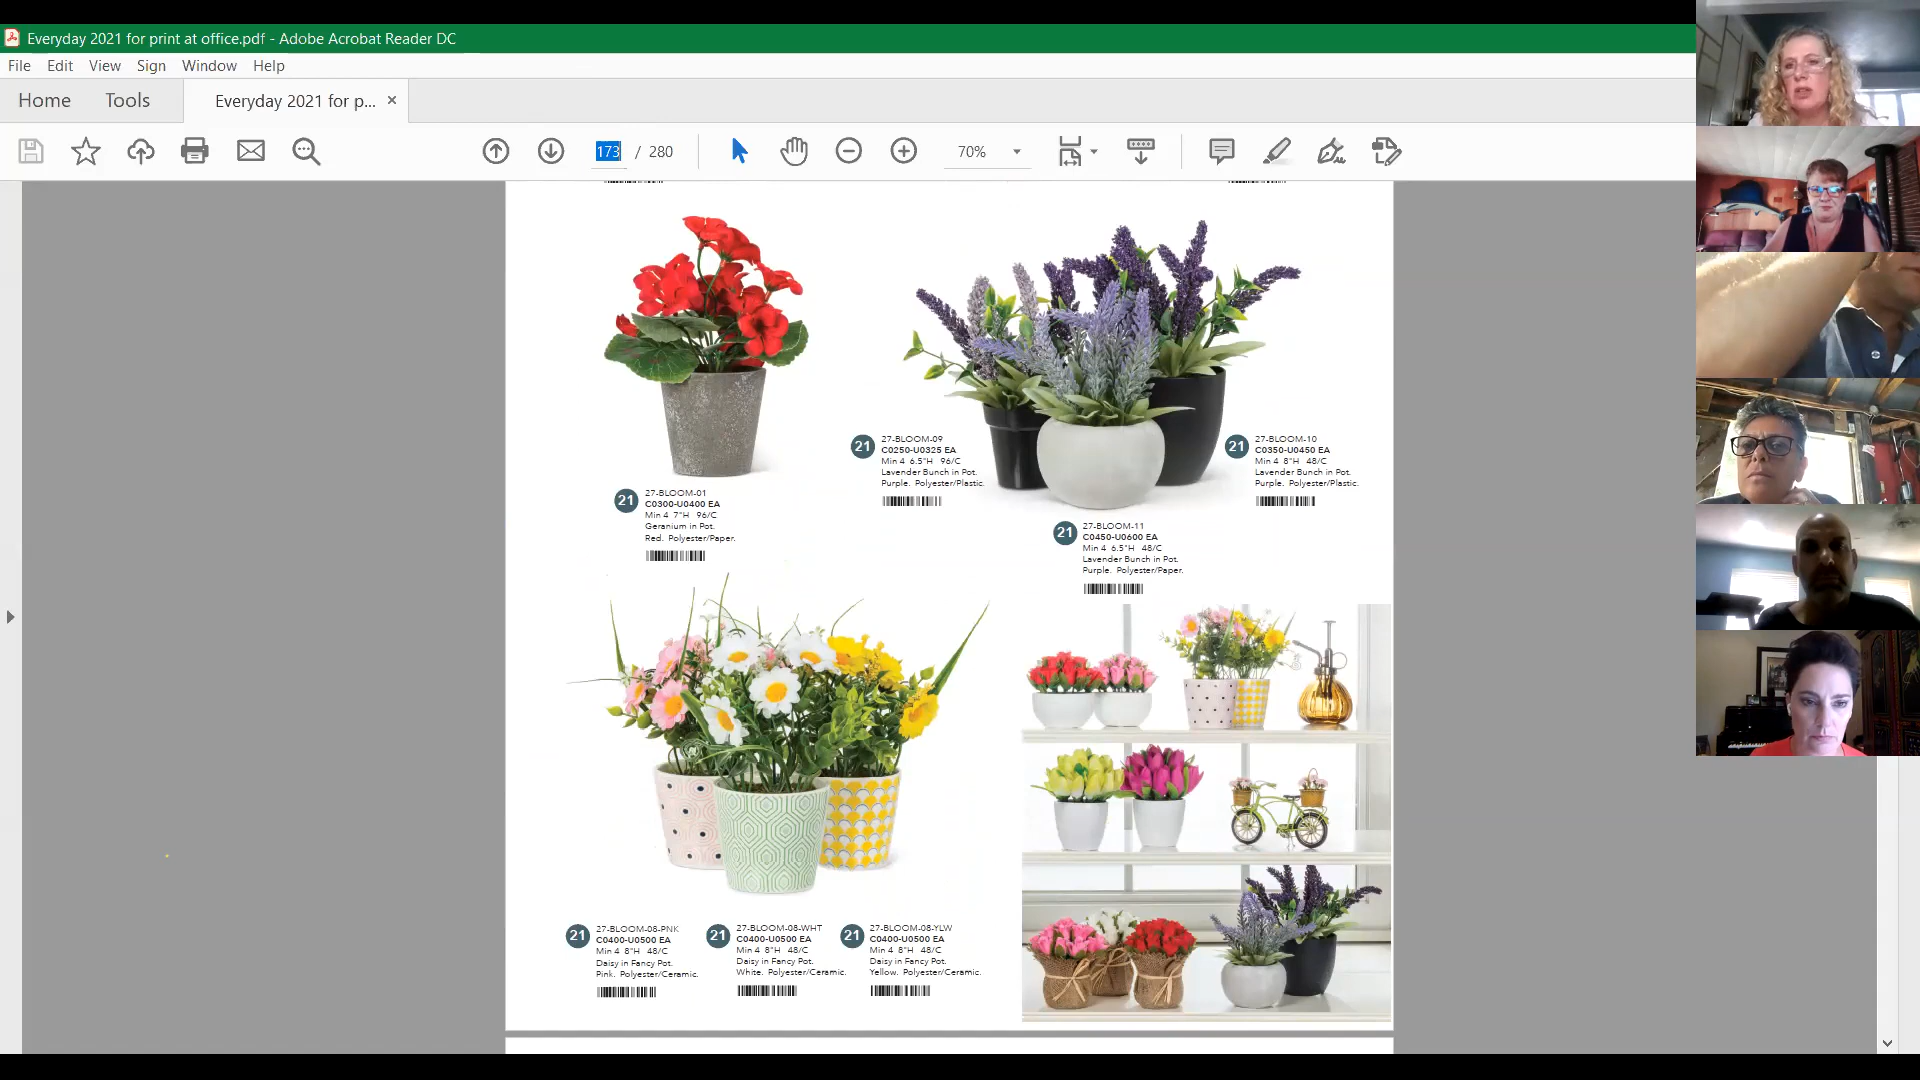 Everyday 2021 for print at office.pdf - Adobe Acrobat Reader DC
File Edit View Sign Window Help
Home Tools Everyday 2021 for p... ×
173 / 280 70%
21 27-BLOOM-01
C0300-U0400 EA
Min 4 7"H 96/C
Geranium in Pot.
Red. Polyester/Paper.
21 27-BLOOM-09
C0250-U0325 EA
Min 4 6.5"H 96/C
Lavender Bunch in Pot.
Purple. Polyester/Plastic.
21 27-BLOOM-10
C0350-U0450 EA
Min 4 8"H 48/C
Lavender Bunch in Pot.
Purple. Polyester/Plastic.
21 27-BLOOM-11
C0450-U0600 EA
Min 4 6.5"H 48/C
Lavender Bunch in Pot.
Purple. Polyester/Paper.
21 27-BLOOM-08-PNK
C0400-U0500 EA
Min 4 8"H 48/C
Daisy in Fancy Pot.
Pink. Polyester/Ceramic.
21 27-BLOOM-08-WHT
C0400-U0500 EA
Min 4 8"H 48/C
Daisy in Fancy Pot.
White. Polyester/Ceramic.
21 27-BLOOM-08-YLW
C0400-U0500 EA
Min 4 8"H 48/C
Daisy in Fancy Pot.
Yellow. Polyester/Ceramic.